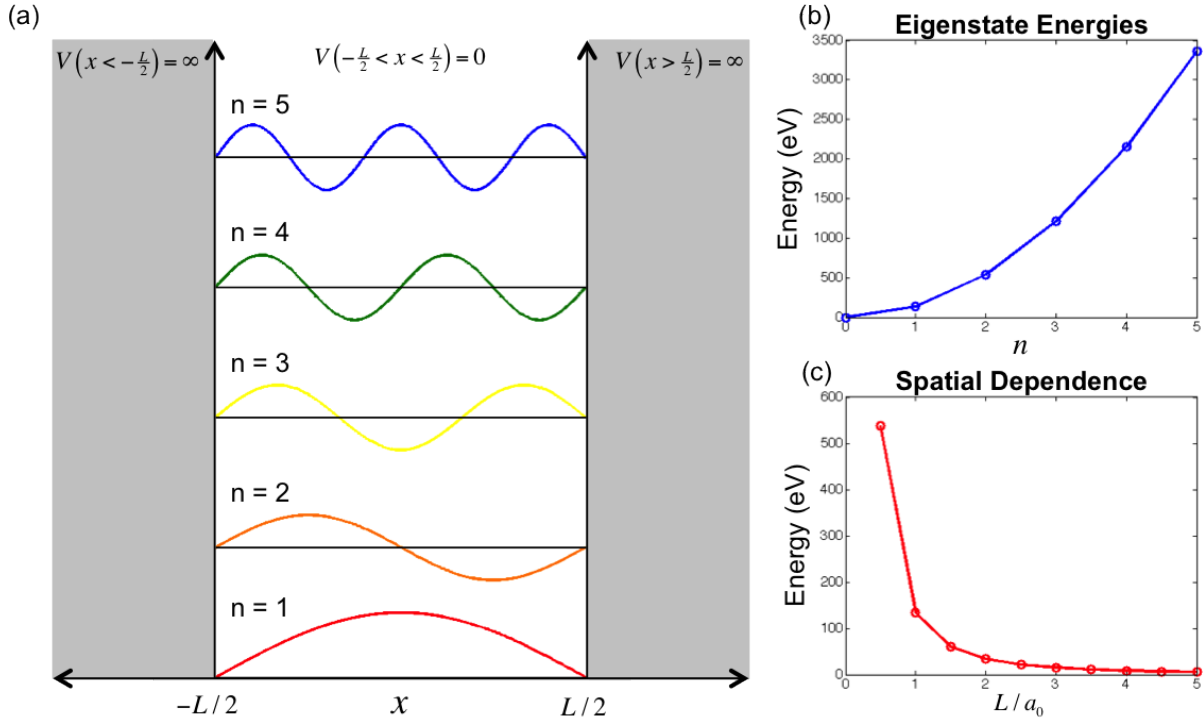 (a)
V(x < -L/2) = ∞
V(-L/2 < x < L/2) = 0
V(x > L/2) = ∞
n = 5
n = 4
n = 3
n = 2
n = 1
-L / 2
x
L / 2
(b)
Eigenstate Energies
Energy (eV)
3500
3000
2500
2000
1500
1000
500
0
0 1 2 3 4 5
n
(c)
Spatial Dependence
Energy (eV)
600
500
400
300
200
100
0
0 1 2 3 4 5
L / a₀